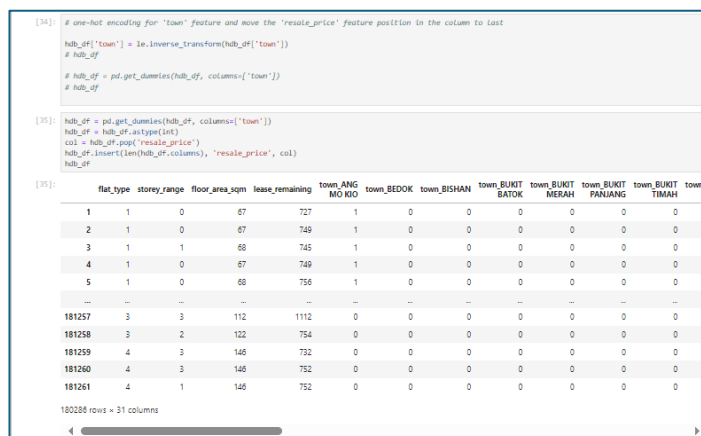 [34]: # one-hot encoding for 'town' feature and move the 'resale_price' feature position in the column to last
hdb_df['town'] = le.inverse_transform(hdb_df['town'])
# hdb_df
# hdb_df = pd.get_dummies(hdb_df, columns=['town'])
# hdb_df
[35]: hdb_df = pd.get_dummies(hdb_df, columns=['town'])
hdb_df = hdb_df.astype(int)
col = hdb_df.pop('resale_price')
hdb_df.insert(len(hdb_df.columns), 'resale_price', col)
hdb_df
[35]:
flat_type storey_range floor_area_sqm lease_remaining town_ANG MO KIO town_BEDOK town_BISHAN town_BUKIT BATOK town_BUKIT MERAH town_BUKIT PANJANG town_BUKIT TIMAH town
1 1 0 67 727 1 0 0 0 0 0 0
2 1 0 67 749 1 0 0 0 0 0 0
3 1 1 68 745 1 0 0 0 0 0 0
4 1 0 67 749 1 0 0 0 0 0 0
5 1 0 68 756 1 0 0 0 0 0 0
... ... ... ... ... ... ... ... ... ... ... ...
181257 3 3 112 1112 0 0 0 0 0 0 0
181258 3 2 122 754 0 0 0 0 0 0 0
181259 4 3 146 732 0 0 0 0 0 0 0
181260 4 3 146 752 0 0 0 0 0 0 0
181261 4 1 146 752 0 0 0 0 0 0 0
180286 rows × 31 columns